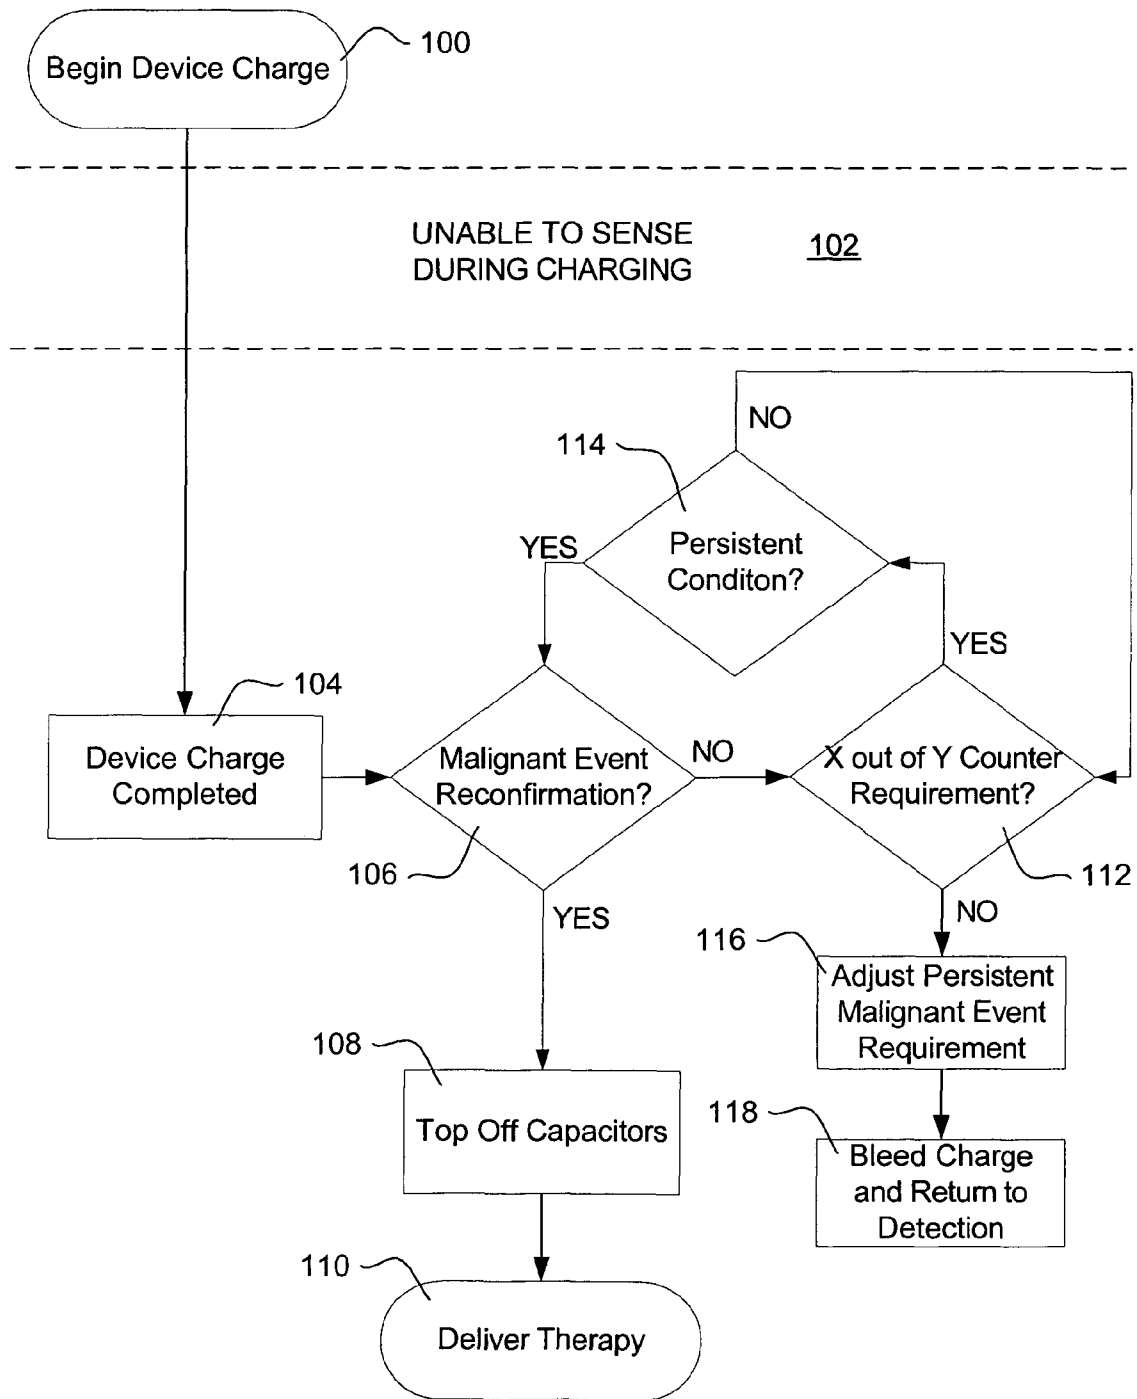 100
Begin Device Charge
UNABLE TO SENSE
DURING CHARGING
102
NO
114
YES
Persistent
Conditon?
YES
104
Device Charge
Completed
Malignant Event
Reconfirmation?
NO
X out of Y Counter
Requirement?
106
112
YES
NO
116
Adjust Persistent
Malignant Event
Requirement
108
Top Off Capacitors
118
Bleed Charge
and Return to
Detection
110
Deliver Therapy